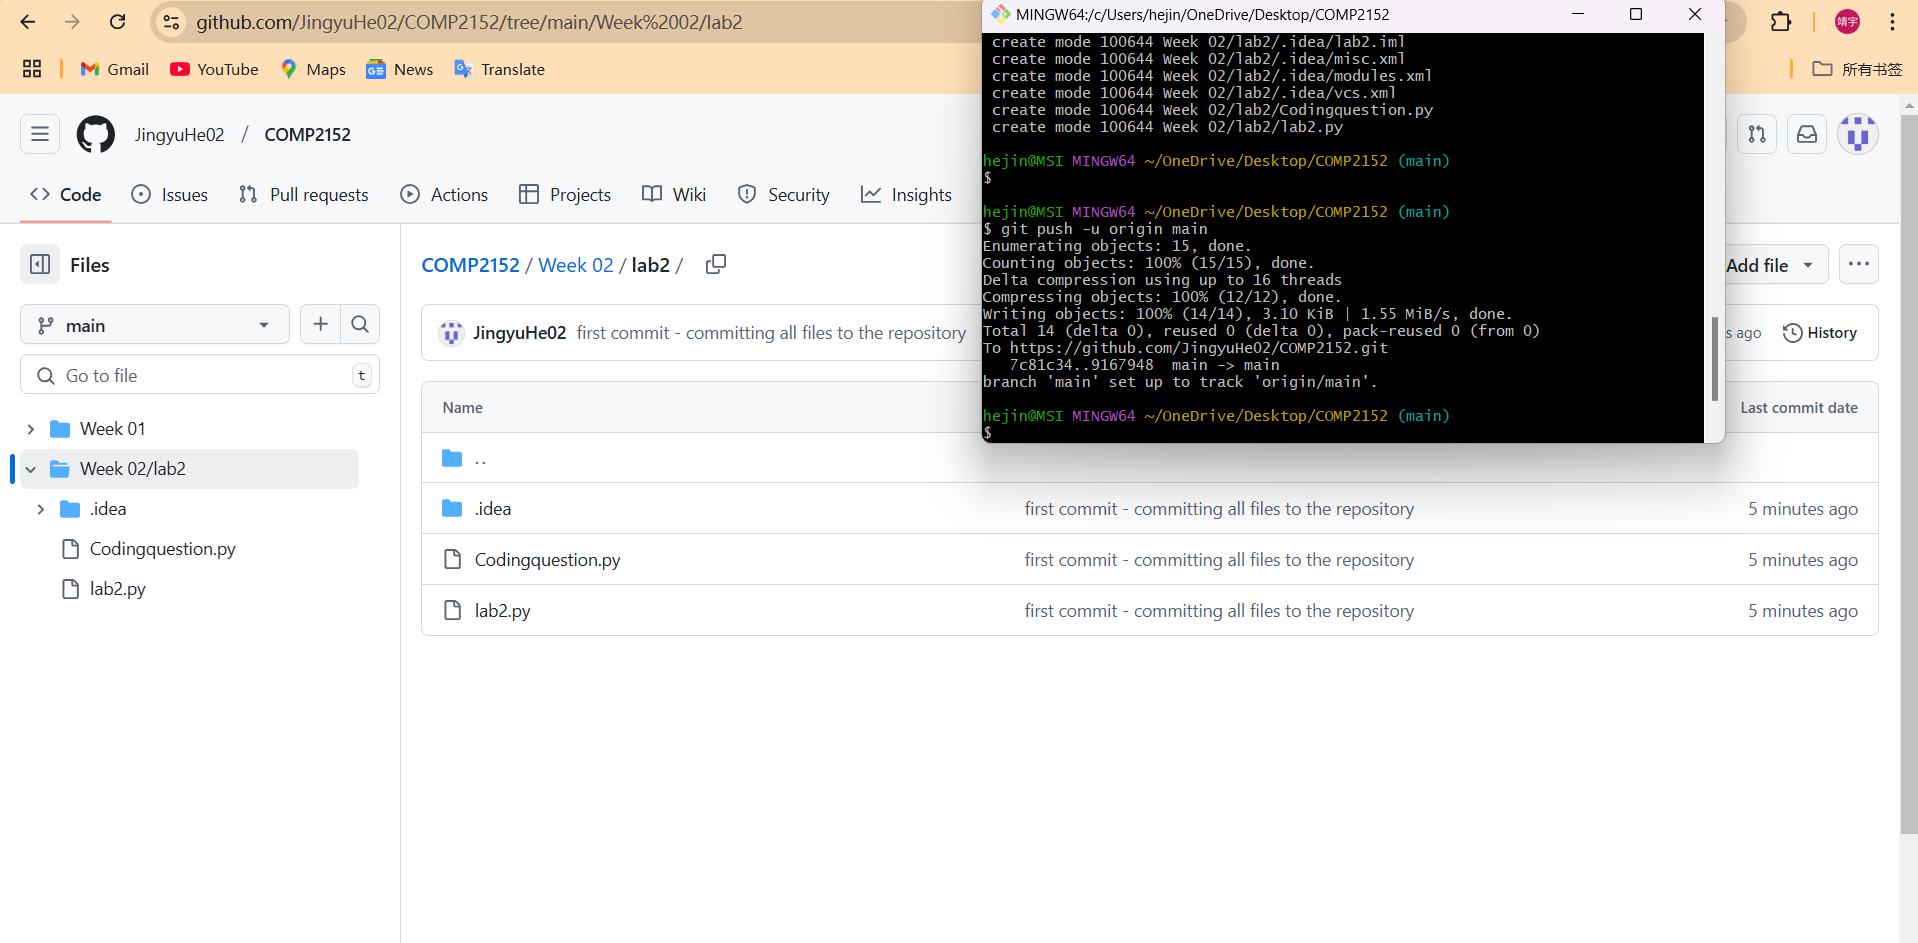 github.com/JingyuHe02/COMP2152/tree/main/Week%2002/lab2
靖宇
Gmail
YouTube
Maps
News
Translate
所有书签
JingyuHe02 / COMP2152
Code
Issues
Pull requests
Actions
Projects
Wiki
Security
Insights
Files
main
Go to file
t
Week 01
Week 02/lab2
.idea
Codingquestion.py
lab2.py
COMP2152 / Week 02 / lab2 /
Add file
JingyuHe02 first commit - committing all files to the repository
s ago
History
Name
Last commit date
..
.idea first commit - committing all files to the repository 5 minutes ago
Codingquestion.py first commit - committing all files to the repository 5 minutes ago
lab2.py first commit - committing all files to the repository 5 minutes ago
MINGW64:/c/Users/hejin/OneDrive/Desktop/COMP2152
create mode 100644 Week 02/lab2/.idea/lab2.iml
create mode 100644 Week 02/lab2/.idea/misc.xml
create mode 100644 Week 02/lab2/.idea/modules.xml
create mode 100644 Week 02/lab2/.idea/vcs.xml
create mode 100644 Week 02/lab2/Codingquestion.py
create mode 100644 Week 02/lab2/lab2.py
hejin@MSI MINGW64 ~/OneDrive/Desktop/COMP2152 (main)
$
hejin@MSI MINGW64 ~/OneDrive/Desktop/COMP2152 (main)
$ git push -u origin main
Enumerating objects: 15, done.
Counting objects: 100% (15/15), done.
Delta compression using up to 16 threads
Compressing objects: 100% (12/12), done.
Writing objects: 100% (14/14), 3.10 KiB | 1.55 MiB/s, done.
Total 14 (delta 0), reused 0 (delta 0), pack-reused 0 (from 0)
To https://github.com/JingyuHe02/COMP2152.git
7c81c34..9167948 main -> main
branch 'main' set up to track 'origin/main'.
hejin@MSI MINGW64 ~/OneDrive/Desktop/COMP2152 (main)
$